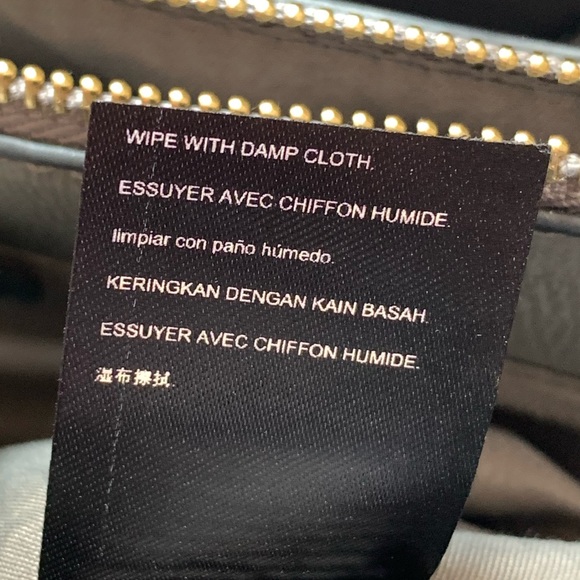 WIPE WITH DAMP CLOTH.
ESSUYER AVEC CHIFFON HUMIDE.
limpiar con paño húmedo.
KERINGKAN DENGAN KAIN BASAH.
ESSUYER AVEC CHIFFON HUMIDE.
湿布擦拭.